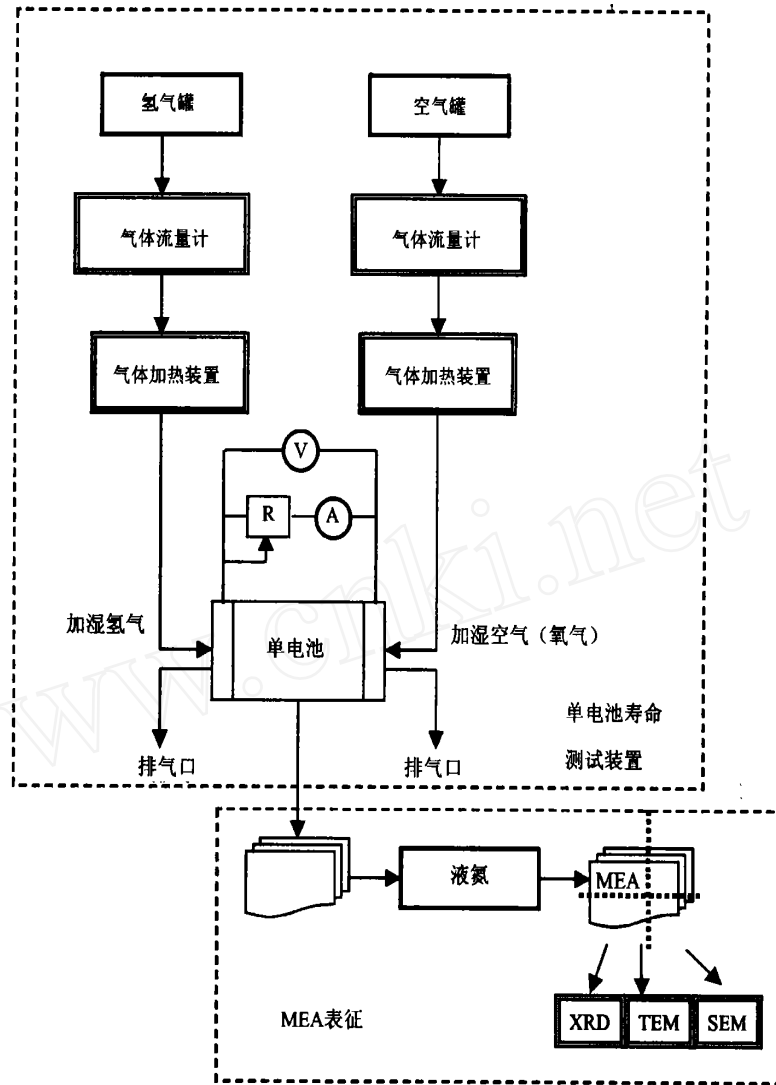 氢气罐
空气罐
气体流量计
气体流量计
气体加热装置
气体加热装置
V
R
A
加湿氢气
单电池
加湿空气（氧气）
排气口
排气口
单电池寿命
测试装置
液氮
MEA
MEA表征
XRD
TEM
SEM
www.cnki.net